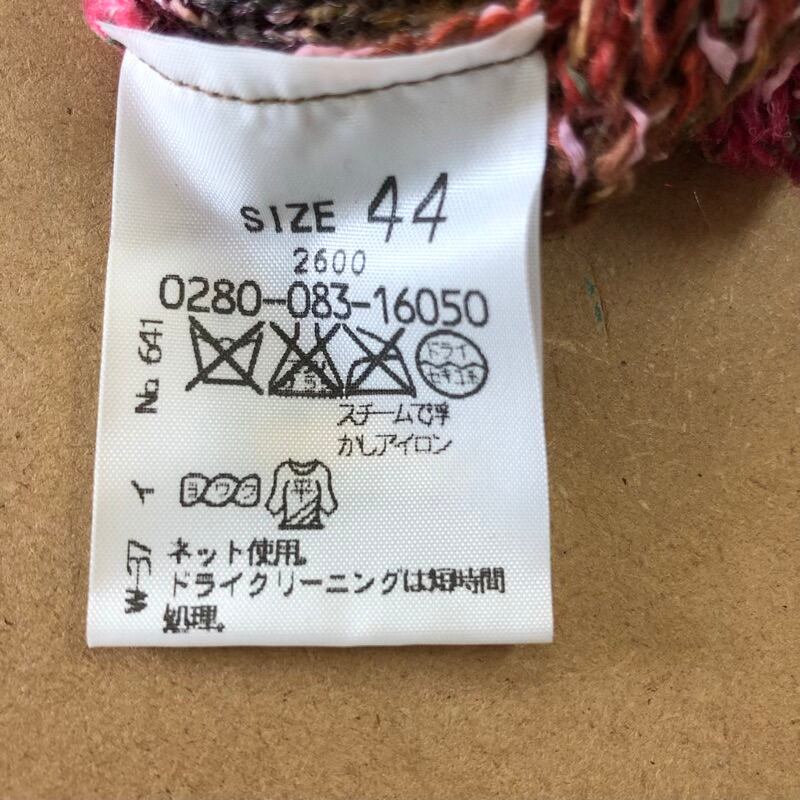 SIZE 44
2600
0280-083-16050
ドライ
セキユ系
スチームで浮
かしアイロン
No 641
イ
W-37
ヨワク
平
ネット使用。
ドライクリーニングは短時間
処理。